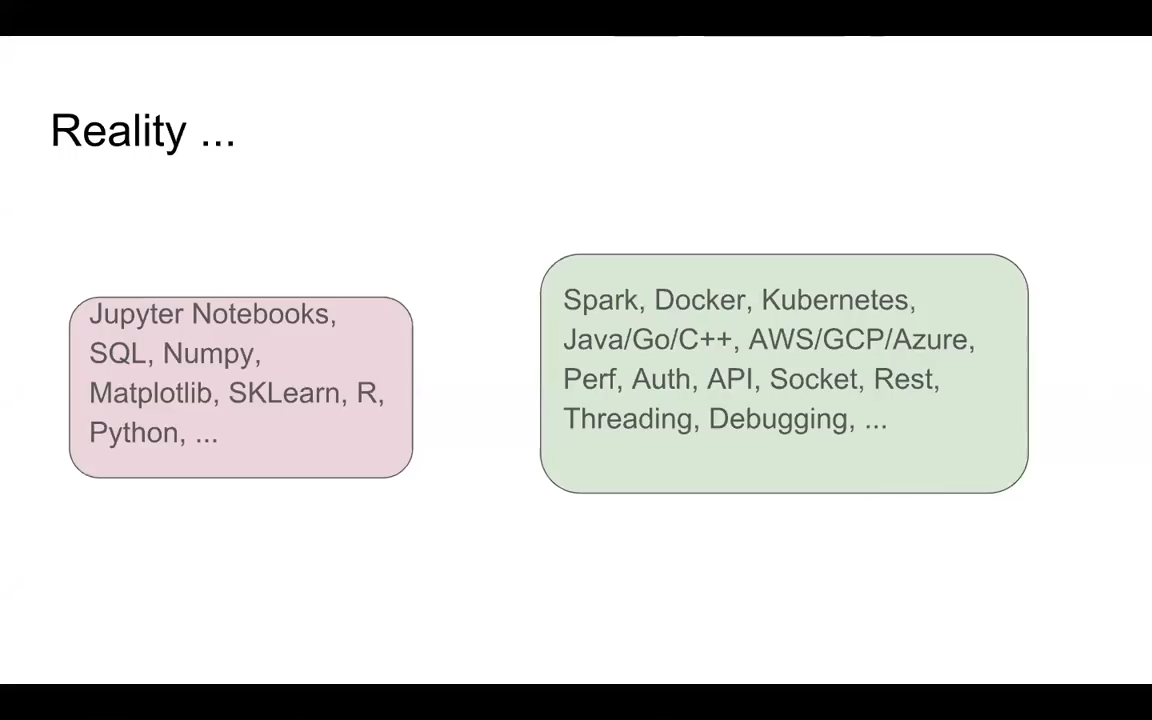 Reality ...
Jupyter Notebooks,
SQL, Numpy,
Matplotlib, SKLearn, R,
Python, ...
Spark, Docker, Kubernetes,
Java/Go/C++, AWS/GCP/Azure,
Perf, Auth, API, Socket, Rest,
Threading, Debugging, ...